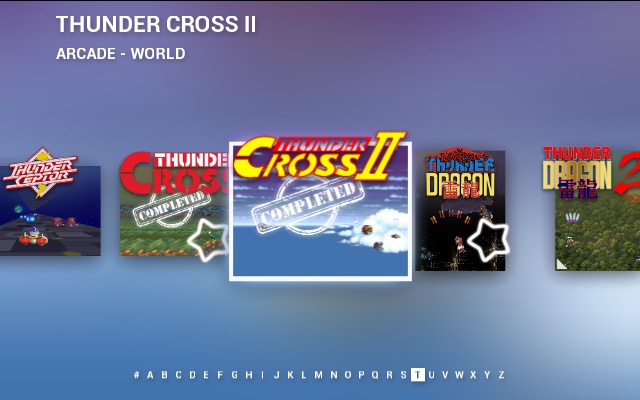 THUNDER CROSS II
ARCADE - WORLD
THUNDER
CEPTOR
THUNDE
CROSS
COMPLETED
THUNDER
CROSS II
COMPLETED
THUNDER
DRAGON
雷龍
THUNDER
DRAGON 2
雷龍
# A B C D E F G H I J K L M N O P Q R S T U V W X Y Z